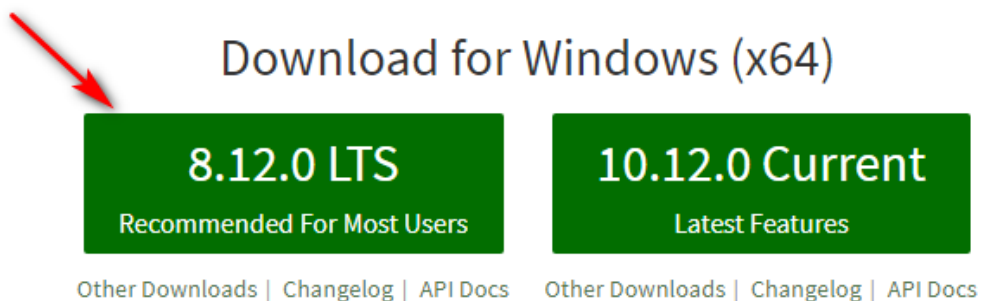 Download for Windows (x64)
8.12.0 LTS
Recommended For Most Users
10.12.0 Current
Latest Features
Other Downloads | Changelog | API Docs
Other Downloads | Changelog | API Docs